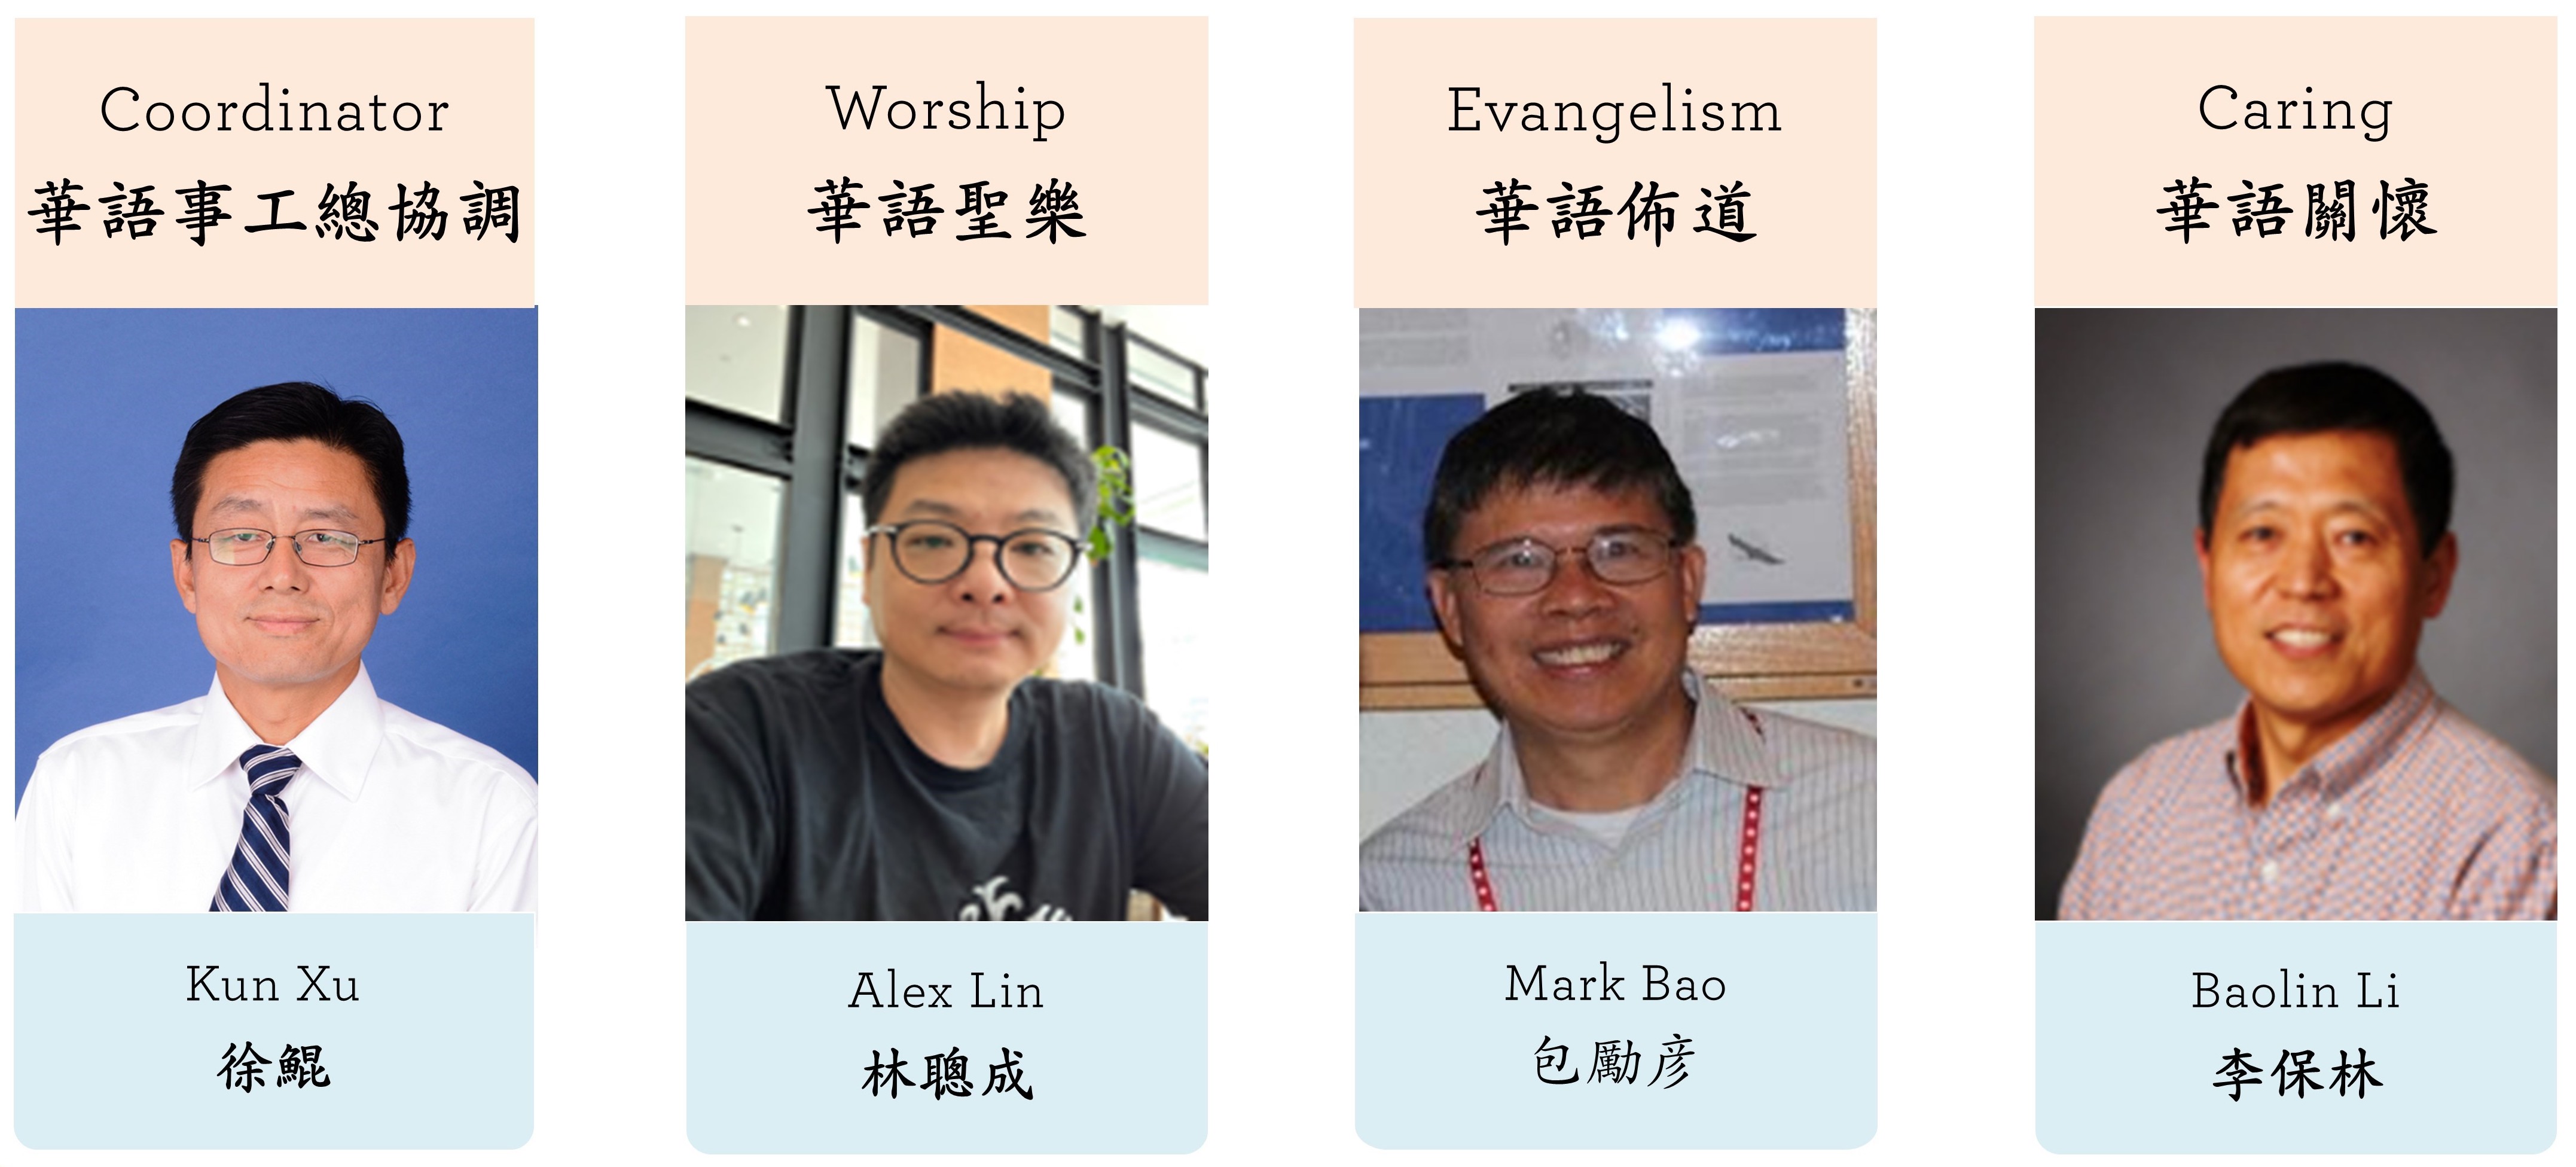 Coordinator
華語事工總協調
Kun Xu
徐鯤
Worship
華語聖樂
Alex Lin
林聰成
Evangelism
華語佈道
Mark Bao
包勵彦
Caring
華語關懷
Baolin Li
李保林